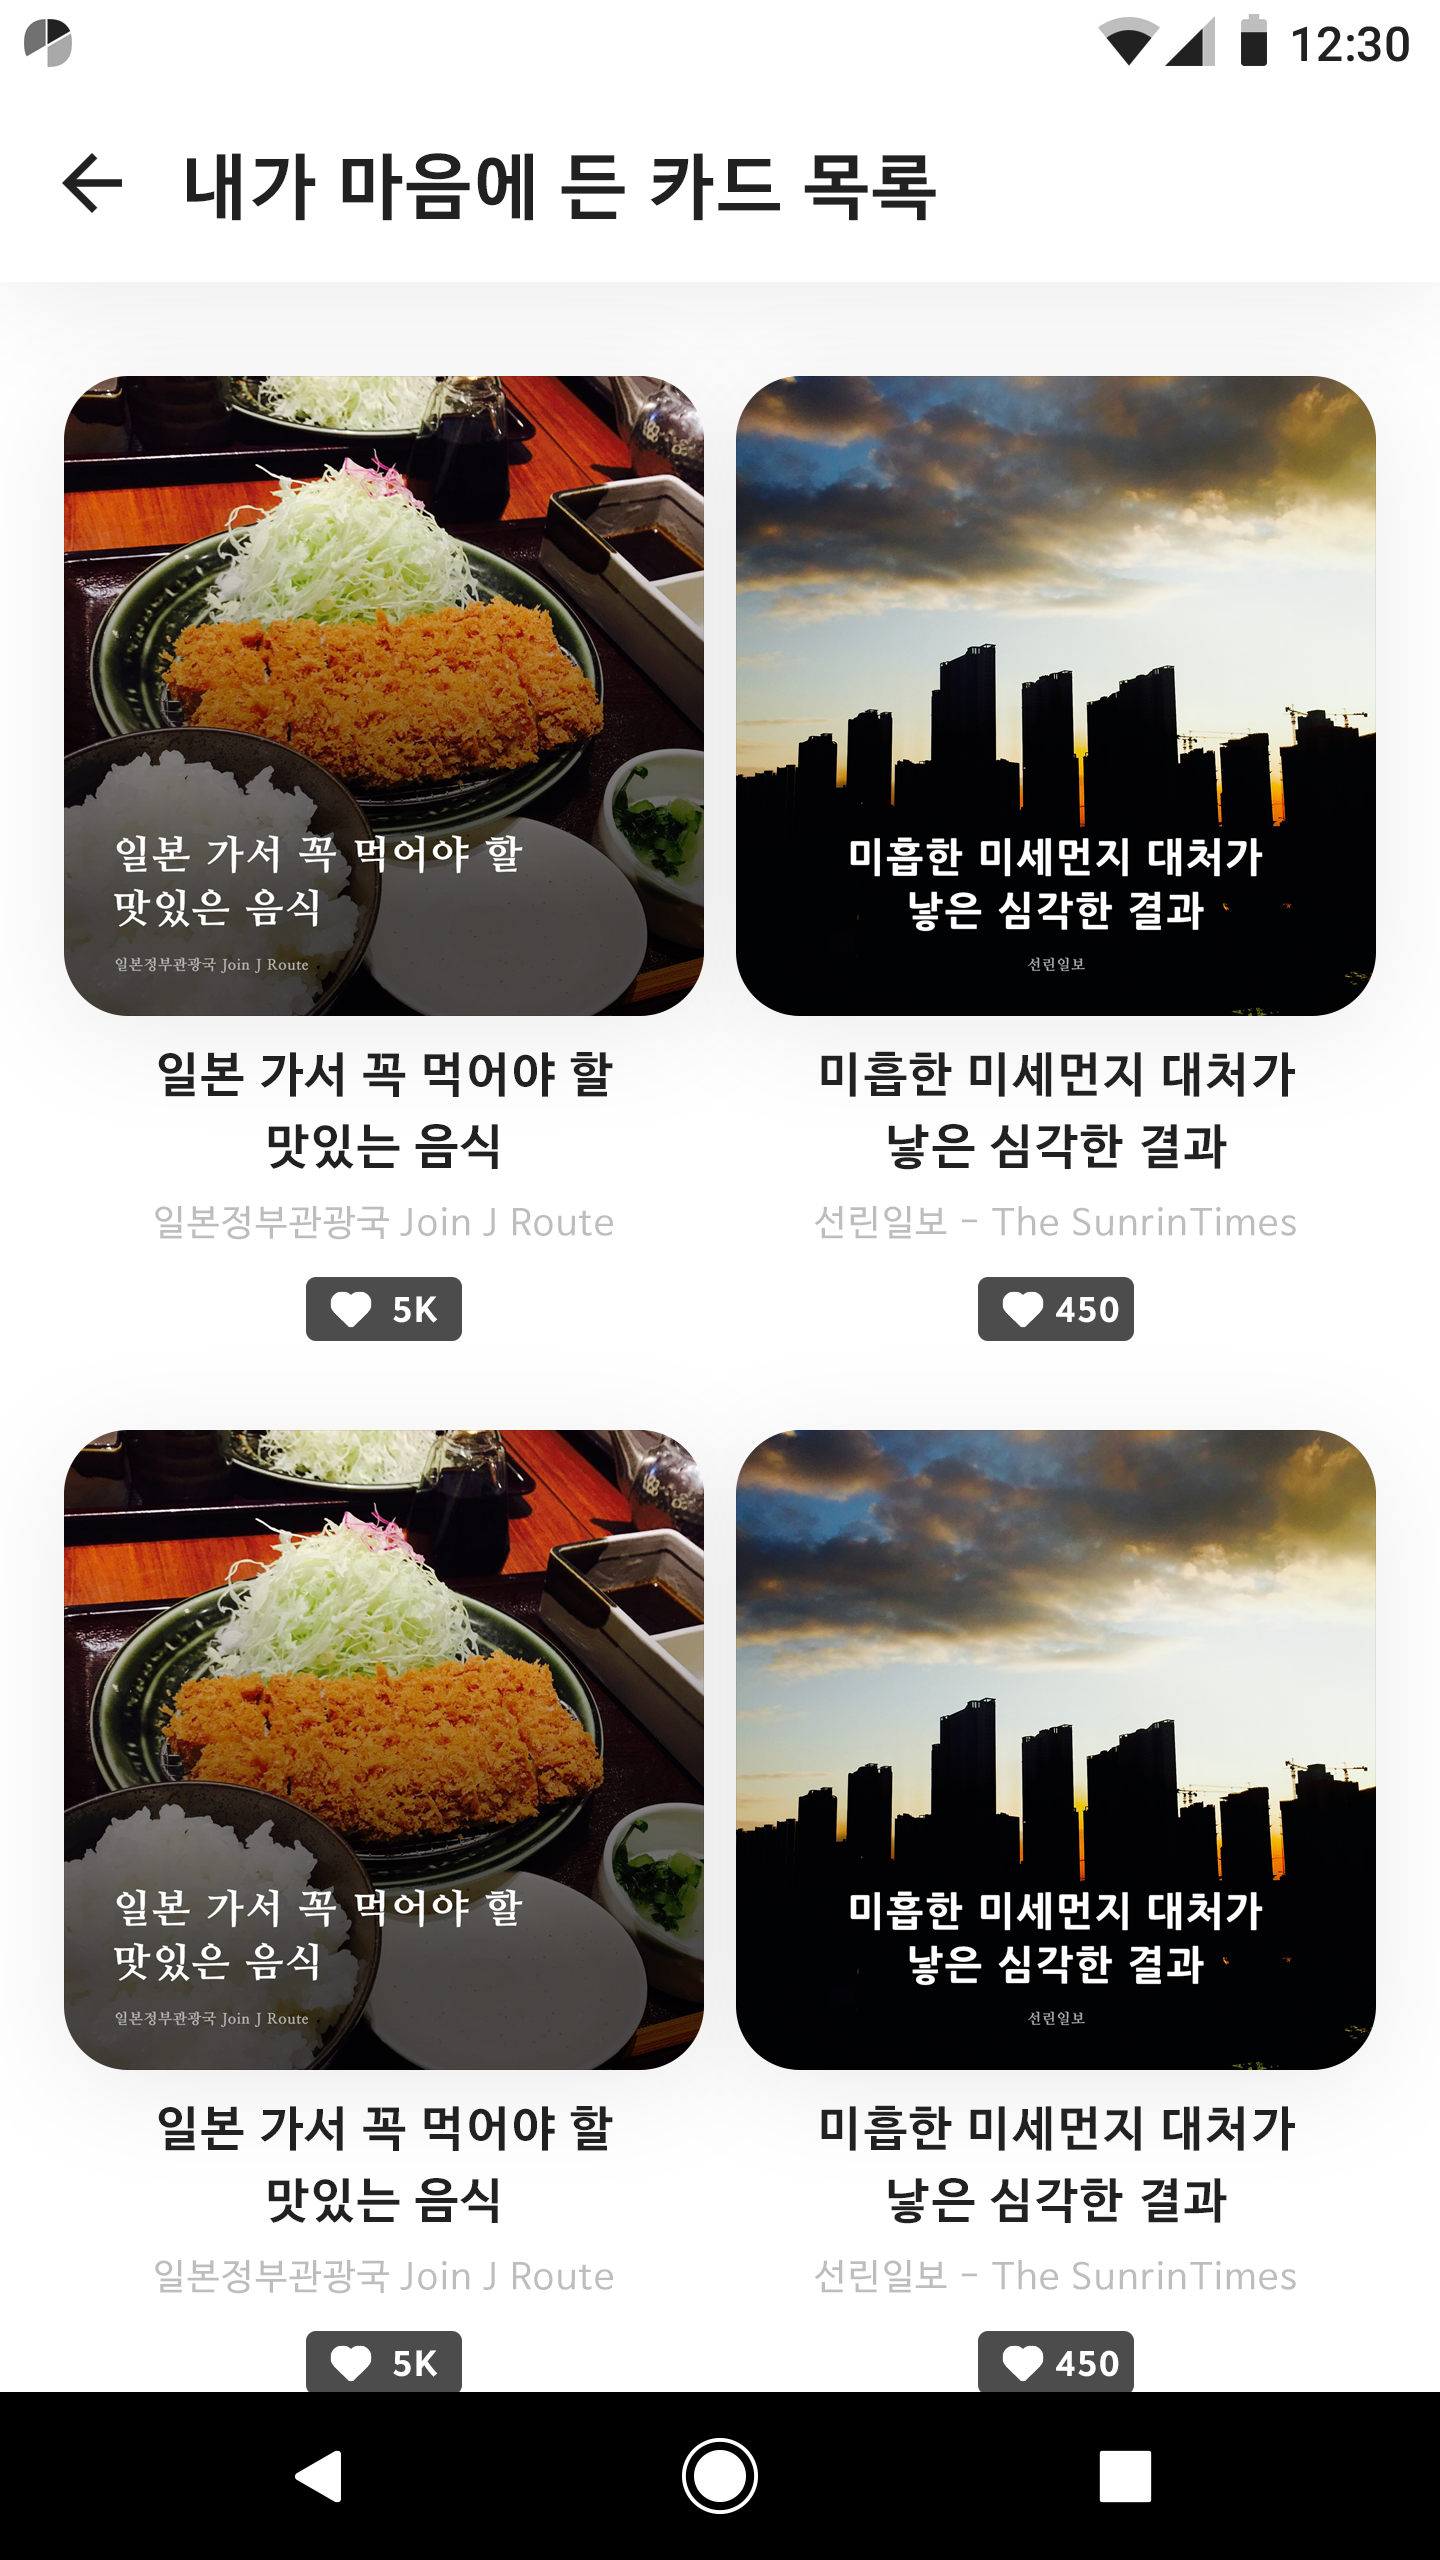 12:30
내가 마음에 든 카드 목록
일본 가서 꼭 먹어야 할
맛있은 음식
일본정부관광국 Join J Route
미흡한 미세먼지 대처가
낳은 심각한 결과
선린일보
일본 가서 꼭 먹어야 할
맛있는 음식
일본정부관광국 Join J Route
5K
미흡한 미세먼지 대처가
낳은 심각한 결과
선린일보 - The SunrinTimes
450
일본 가서 꼭 먹어야 할
맛있은 음식
일본정부관광국 Join J Route
미흡한 미세먼지 대처가
낳은 심각한 결과
선린일보
일본 가서 꼭 먹어야 할
맛있는 음식
일본정부관광국 Join J Route
5K
미흡한 미세먼지 대처가
낳은 심각한 결과
선린일보 - The SunrinTimes
450